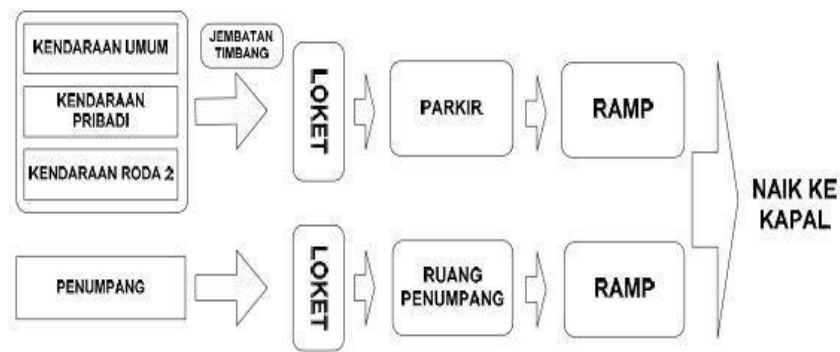 KENDARAAN UMUM
KENDARAAN
PRIBADI
KENDARAAN RODA 2
JEMBATAN
TIMBANG
LOKET
PARKIR
RAMP
NAIK KE
KAPAL
PENUMPANG
LOKET
RUANG
PENUMPANG
RAMP